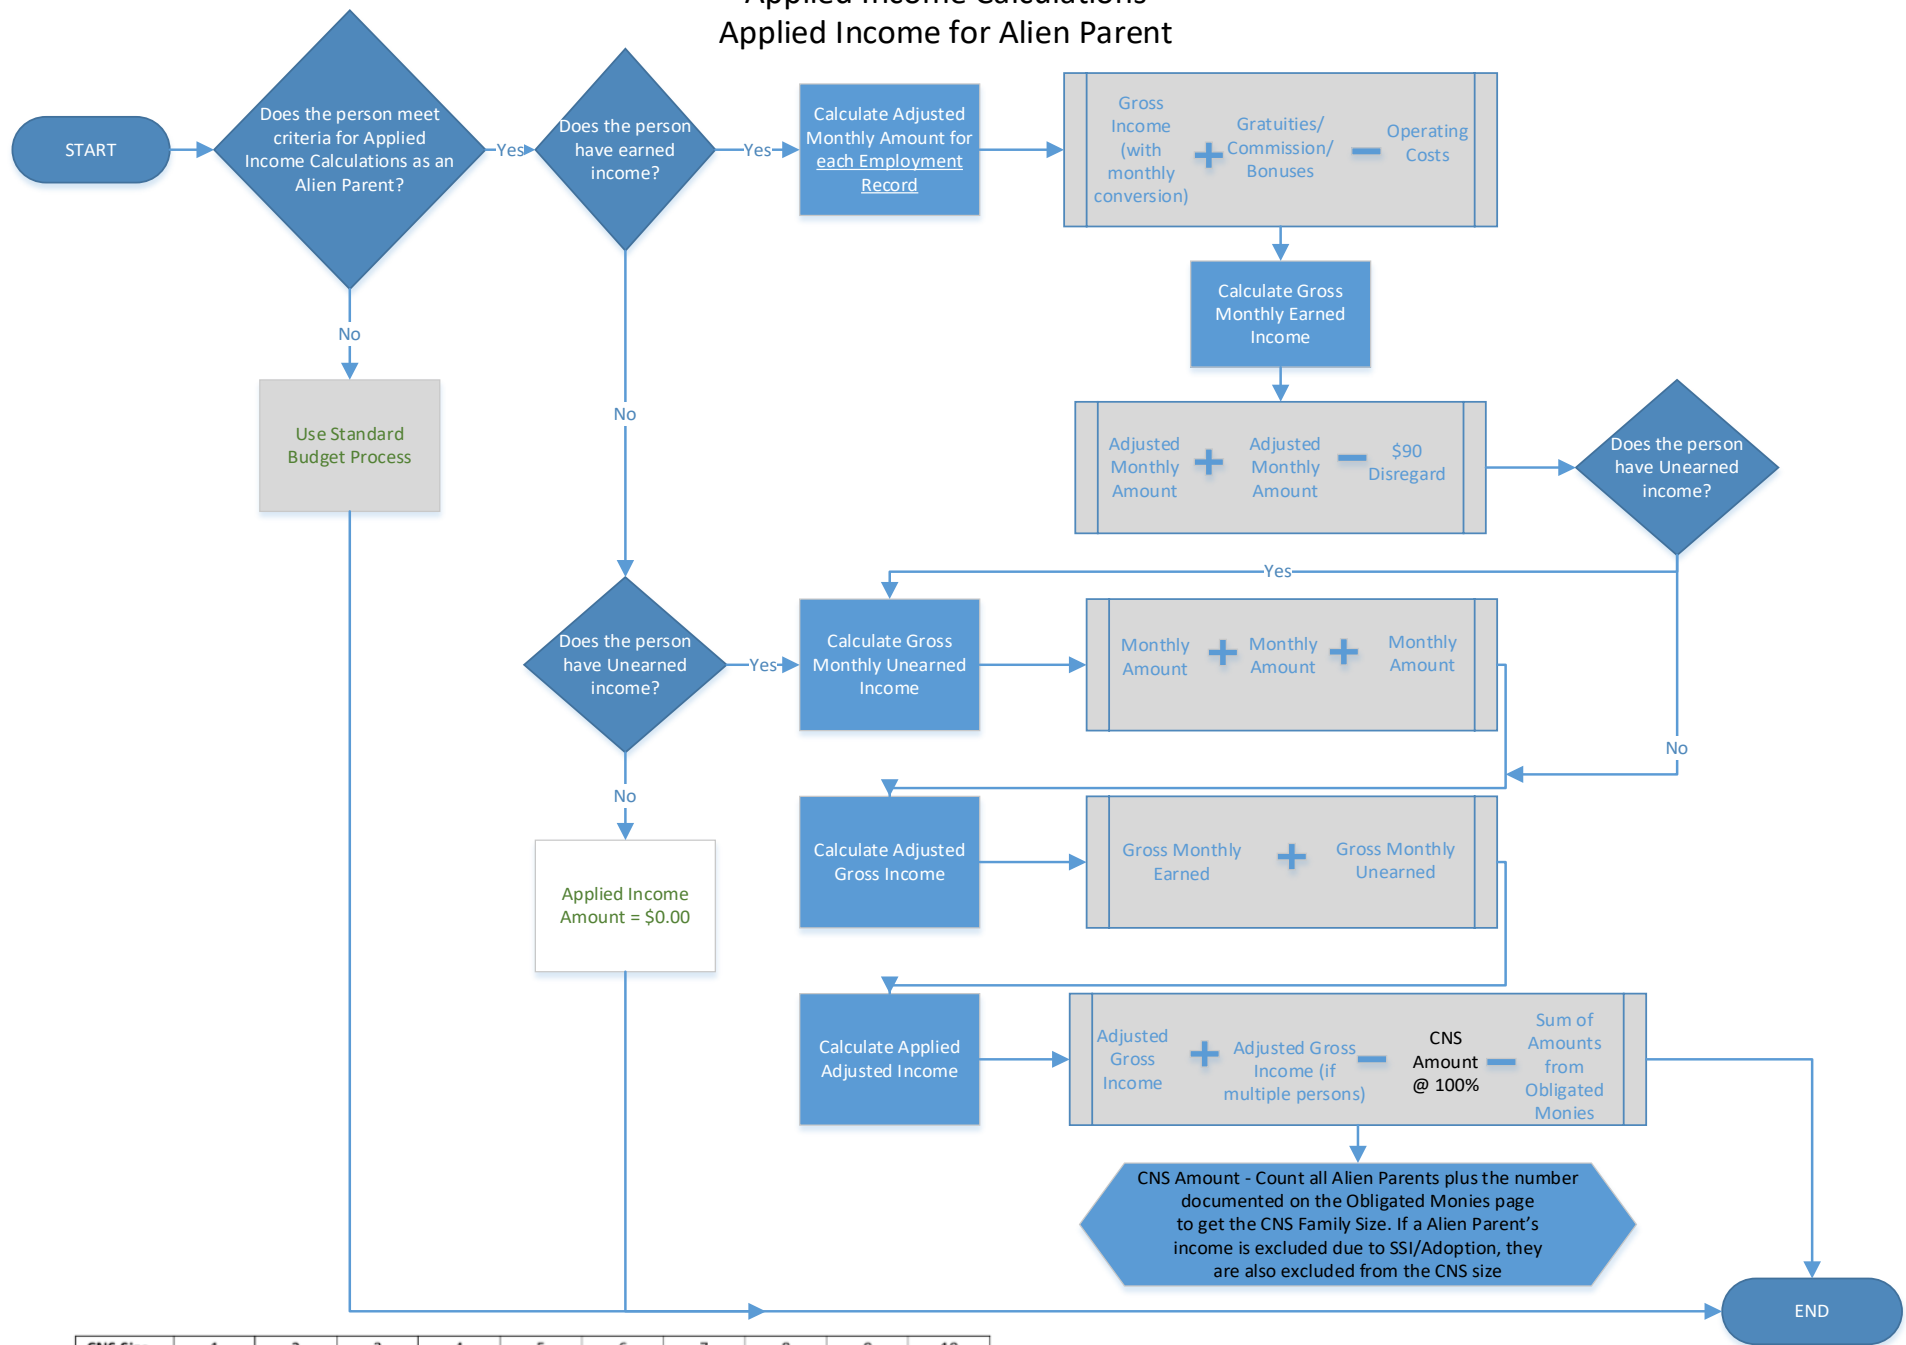 Applied Income Calculations
Applied Income for Alien Parent
START
Does the person meet
criteria for Applied
Income Calculations as an
Alien Parent?
Yes
Does the person
have earned
income?
Yes
Calculate Adjusted
Monthly Amount for
each Employment
Record
Gross
Income
(with
monthly
conversion)
+
Gratuities/
Commission/
Bonuses
−
Operating
Costs
Calculate Gross
Monthly Earned
Income
No
No
Use Standard
Budget Process
Adjusted
Monthly
Amount
+
Adjusted
Monthly
Amount
−
$90
Disregard
Does the person
have Unearned
income?
Yes
Does the person
have Unearned
income?
Yes
Calculate Gross
Monthly Unearned
Income
Monthly
Amount
+
Monthly
Amount
+
Monthly
Amount
No
No
Applied Income
Amount = $0.00
Calculate Adjusted
Gross Income
Gross Monthly
Earned
+
Gross Monthly
Unearned
Calculate Applied
Adjusted Income
Adjusted
Gross
Income
+
Adjusted Gross
Income (if
multiple persons)
−
CNS
Amount
@ 100%
−
Sum of
Amounts
from
Obligated
Monies
CNS Amount - Count all Alien Parents plus the number
documented on the Obligated Monies page
to get the CNS Family Size. If a Alien Parent’s
income is excluded due to SSI/Adoption, they
are also excluded from the CNS size
END